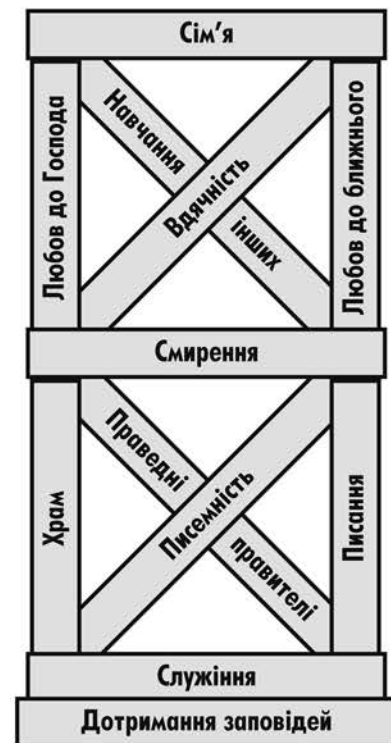 Сім’я
Любов до Господа
Навчання
інших
Вдячність
Любов до ближнього
Смирення
Храм
Праведні
правителі
Писемність
Писання
Служіння
Дотримання заповідей